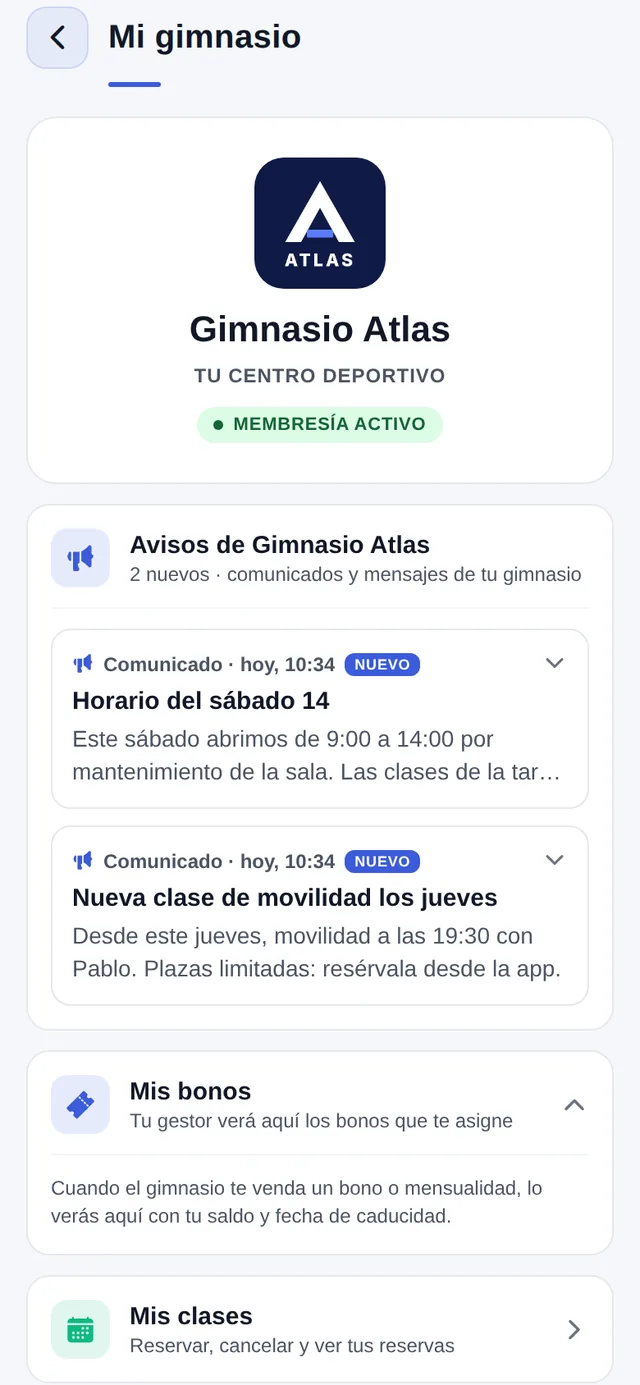 Mi gimnasio
ATLAS
Gimnasio Atlas
TU CENTRO DEPORTIVO
MEMBRESÍA ACTIVO
Avisos de Gimnasio Atlas
2 nuevos · comunicados y mensajes de tu gimnasio
Comunicado · hoy, 10:34 NUEVO
Horario del sábado 14
Este sábado abrimos de 9:00 a 14:00 por
mantenimiento de la sala. Las clases de la tar…
Comunicado · hoy, 10:34 NUEVO
Nueva clase de movilidad los jueves
Desde este jueves, movilidad a las 19:30 con
Pablo. Plazas limitadas: resérvala desde la app.
Mis bonos
Tu gestor verá aquí los bonos que te asigne
Cuando el gimnasio te venda un bono o mensualidad, lo
verás aquí con tu saldo y fecha de caducidad.
Mis clases
Reservar, cancelar y ver tus reservas